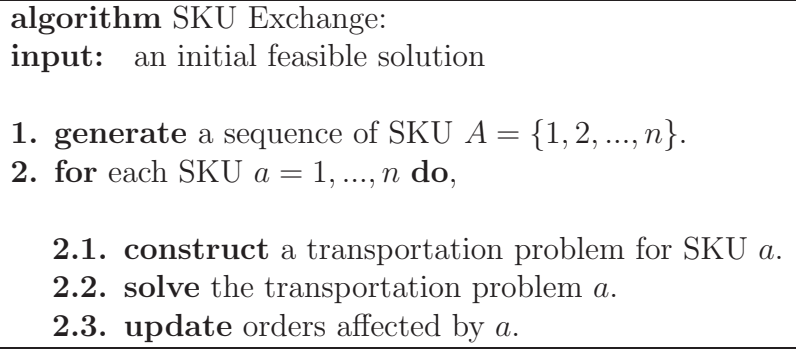 algorithm SKU Exchange:
input: an initial feasible solution
1. generate a sequence of SKU A = {1, 2, ..., n}.
2. for each SKU a = 1, ..., n do,
2.1. construct a transportation problem for SKU a.
2.2. solve the transportation problem a.
2.3. update orders affected by a.